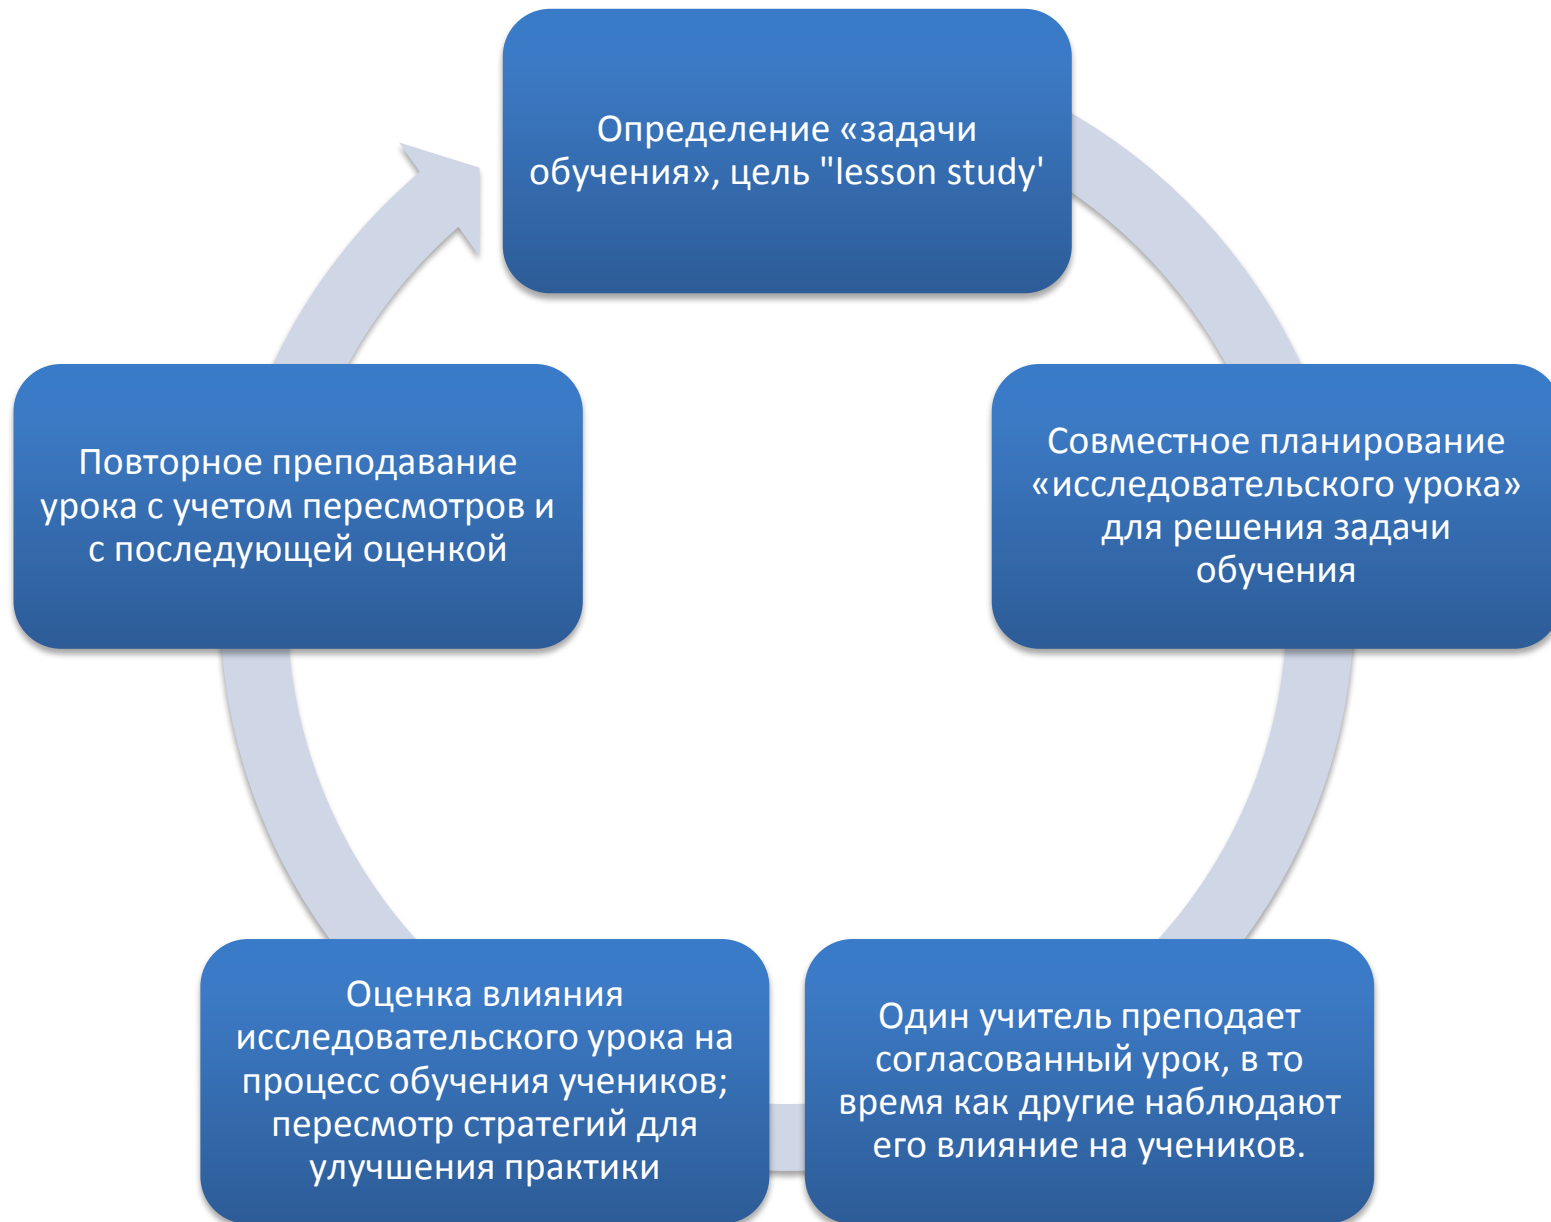 Определение «задачи
обучения», цель "lesson study'
Совместное планирование
«исследовательского урока»
для решения задачи
обучения
Один учитель преподает
согласованный урок, в то
время как другие наблюдают
его влияние на учеников.
Оценка влияния
исследовательского урока на
процесс обучения учеников;
пересмотр стратегий для
улучшения практики
Повторное преподавание
урока с учетом пересмотров и
с последующей оценкой